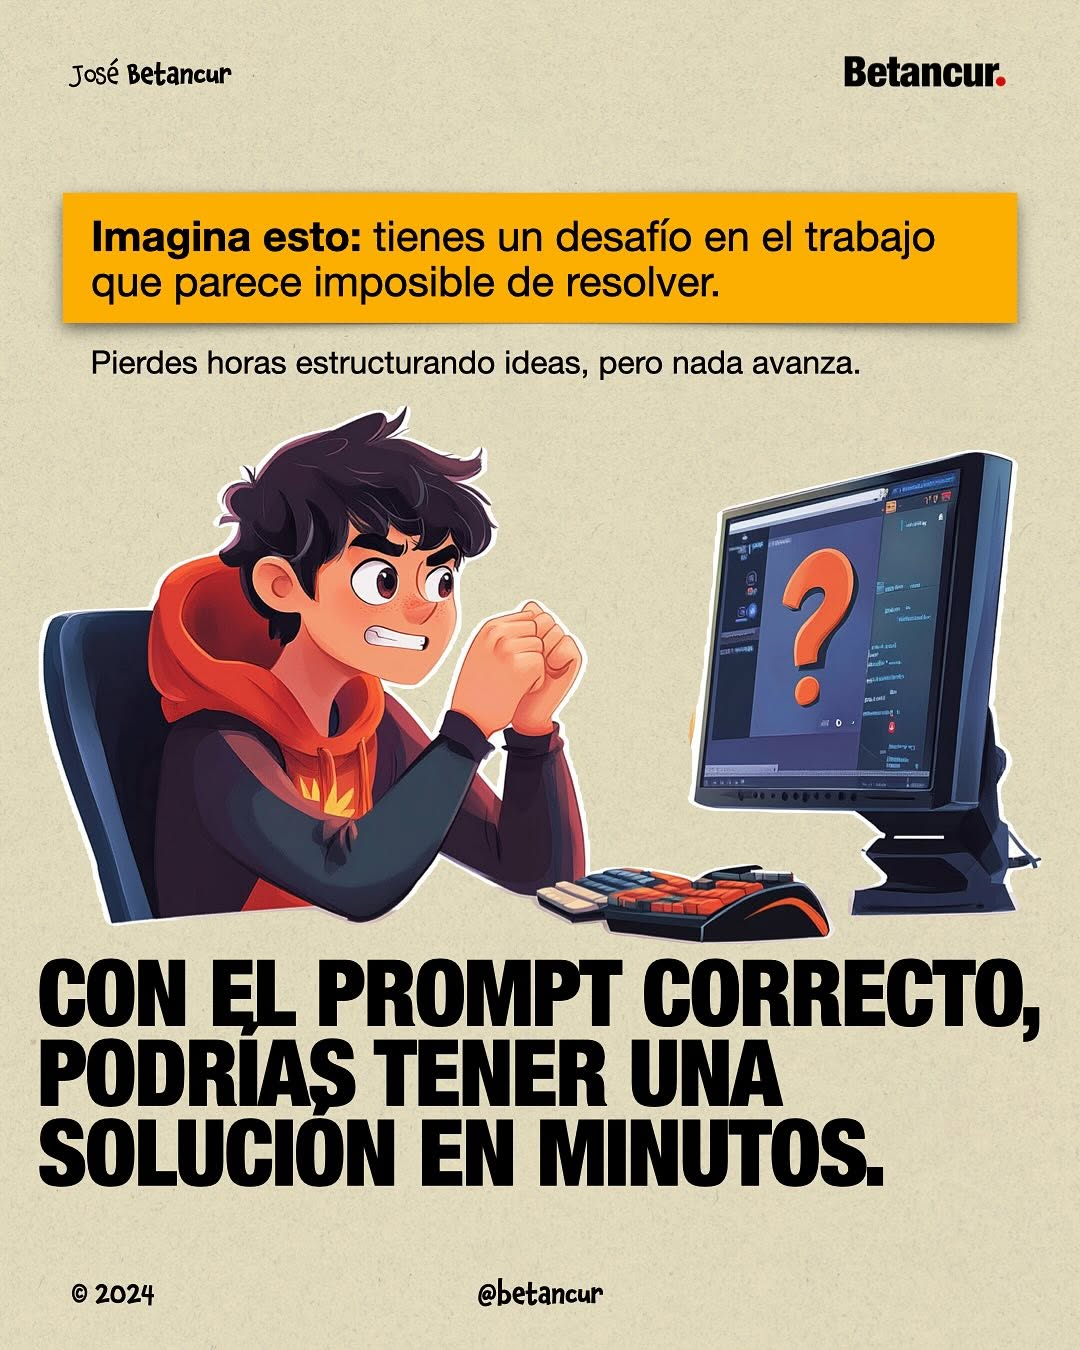 José Betancur
Betancur.
Imagina esto: tienes un desafío en el trabajo
que parece imposible de resolver.
Pierdes horas estructurando ideas, pero nada avanza.
?
CON EL PROMPT CORRECTO,
PODRÍAS TENER UNA
SOLUCIÓN EN MINUTOS.
© 2024
@betancur